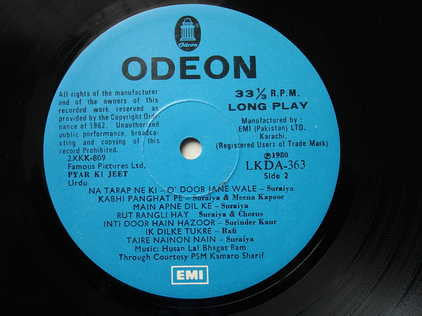 Odeon
ODEON
All rights of the manufacturer
and of the owners of this
recorded work reserved as
provided by the Copyright Ordi-
nance of 1962. Unauthorised
public performance, broadcas-
ting and copying of this
record Prohibited.
2XKX-809
Famous Pictures Ltd.
PYAR KI JEET
Urdu
33⅓ R.P.M.
LONG PLAY
Manufactured by :
EMI (Pakistan) LTD.
Karachi.
(Registered Users of Trade Mark)
℗1980
LKDA-363
Side 2
NA TARAP NE KI - O' DOOR JANE WALE - Suraiya
KABHI PANGHAT PE - Suraiya & Meena Kapoor
MAIN APNE DIL KE - Suraiya
RUT RANGLI HAY - Suraiya & Chorus
INTI DOOR HAIN HAZOOR - Surinder Kaur
IK DILKE TUKRE - Rafi
TAIRE NAINON NAIN - Suraiya
Music: Husan Lal Bhagat Ram
Through Courtesy PSM Kamaro Sharif
EMI